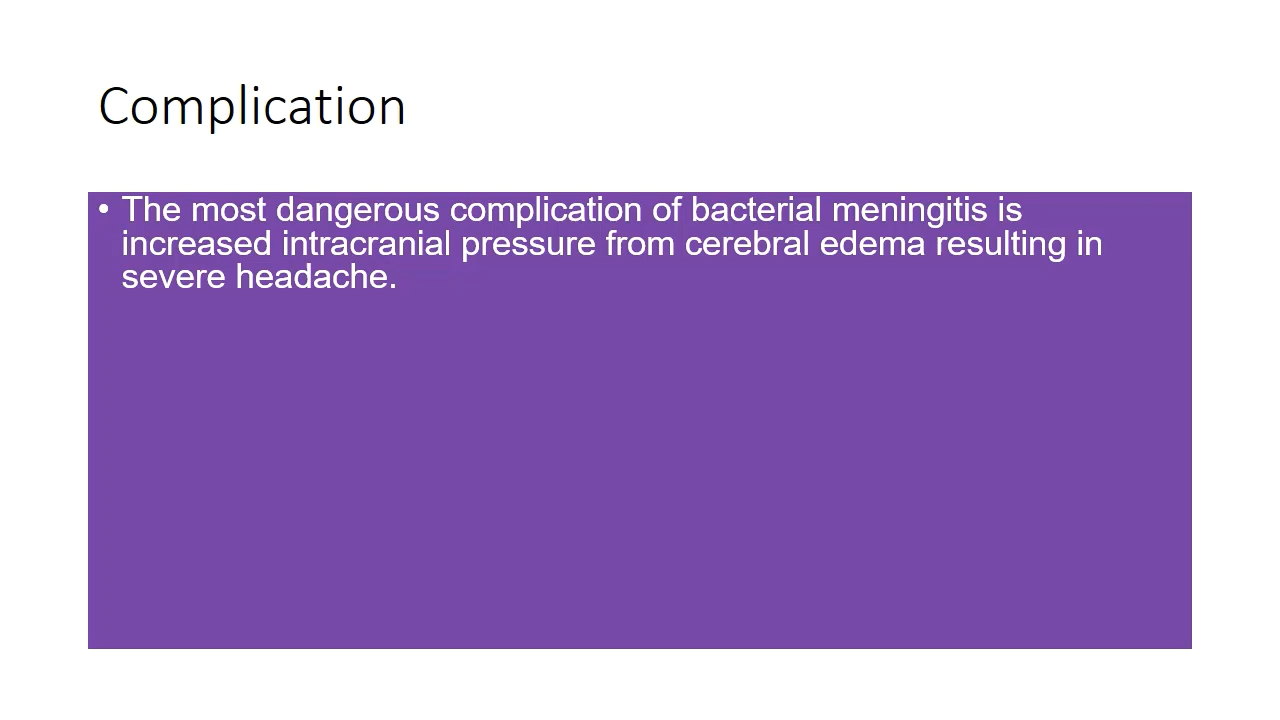 Complication
• The most dangerous complication of bacterial meningitis is
increased intracranial pressure from cerebral edema resulting in
severe headache.